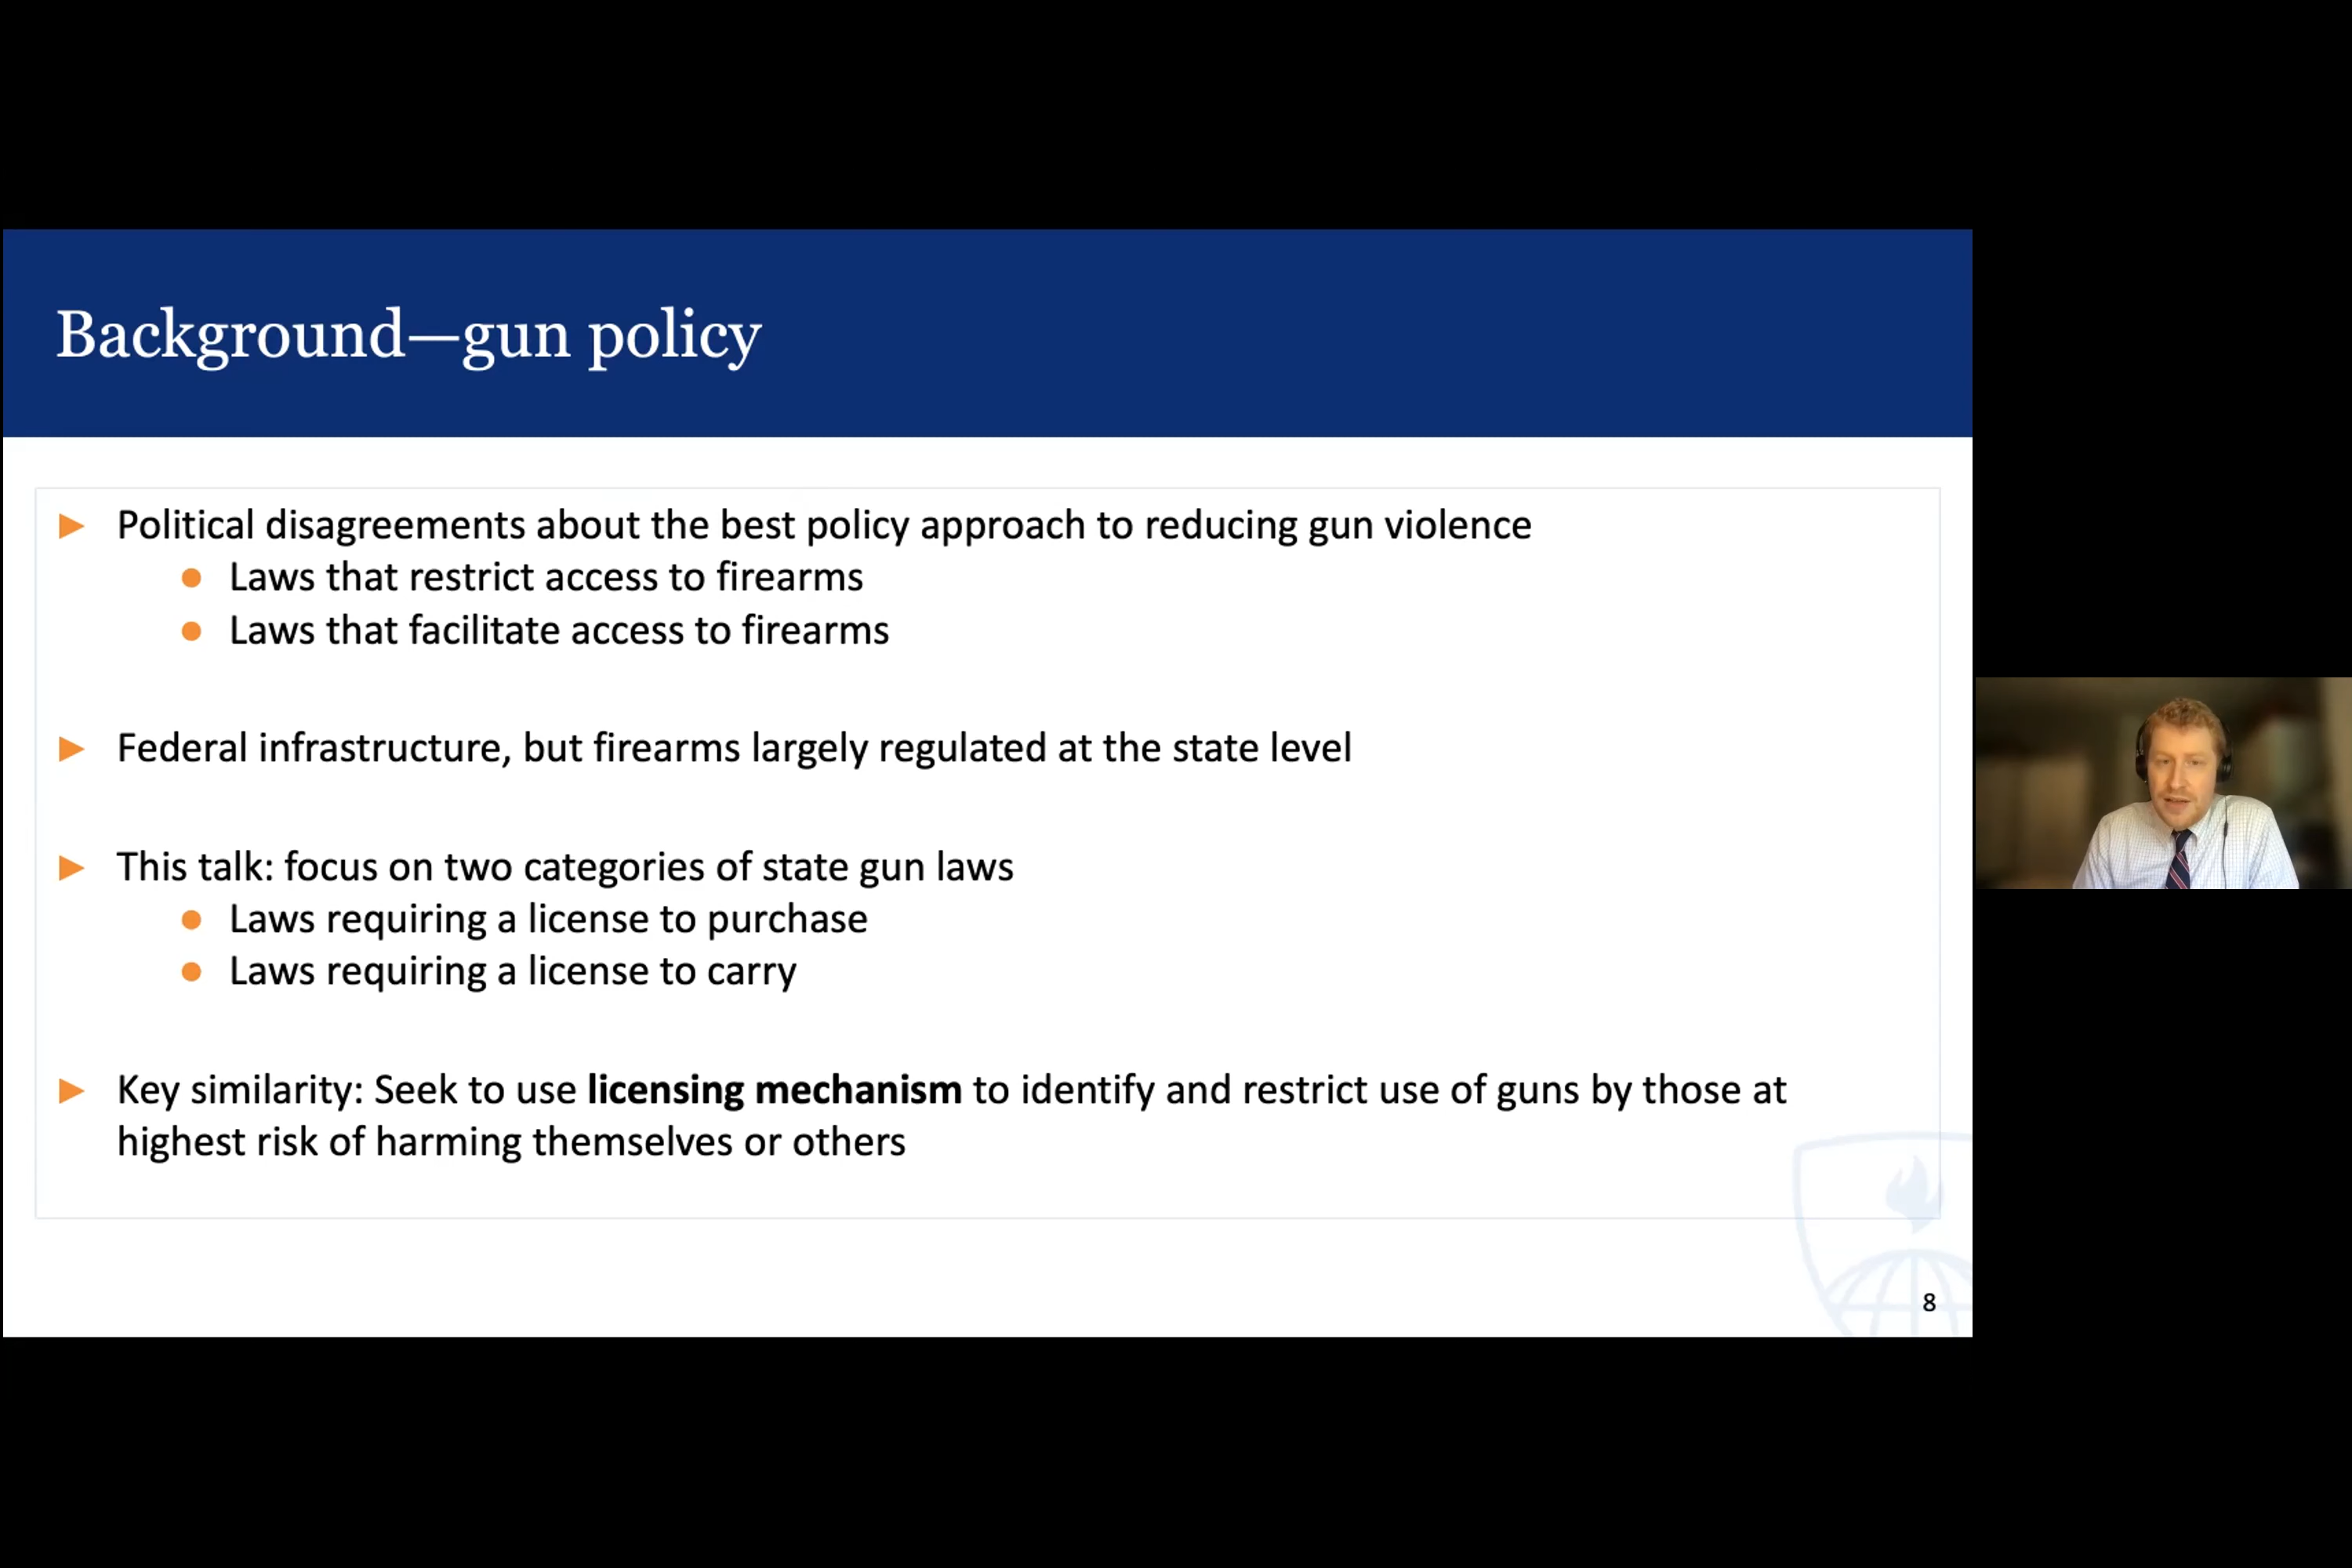 Background—gun policy
Political disagreements about the best policy approach to reducing gun violence
Laws that restrict access to firearms
Laws that facilitate access to firearms
Federal infrastructure, but firearms largely regulated at the state level
This talk: focus on two categories of state gun laws
Laws requiring a license to purchase
Laws requiring a license to carry
Key similarity: Seek to use licensing mechanism to identify and restrict use of guns by those at
highest risk of harming themselves or others
8